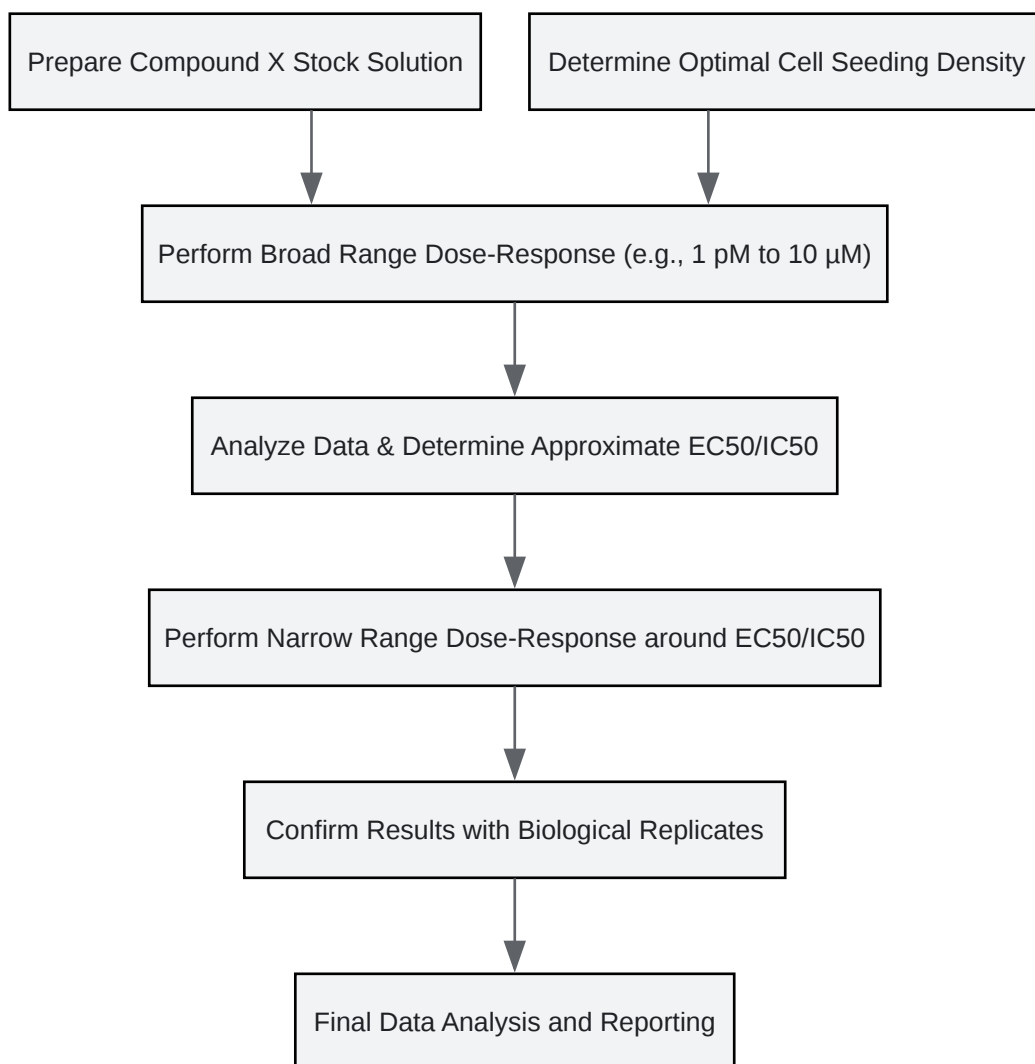 Prepare Compound X Stock Solution
Determine Optimal Cell Seeding Density
Perform Broad Range Dose-Response (e.g., 1 pM to 10 µM)
Analyze Data & Determine Approximate EC50/IC50
Perform Narrow Range Dose-Response around EC50/IC50
Confirm Results with Biological Replicates
Final Data Analysis and Reporting